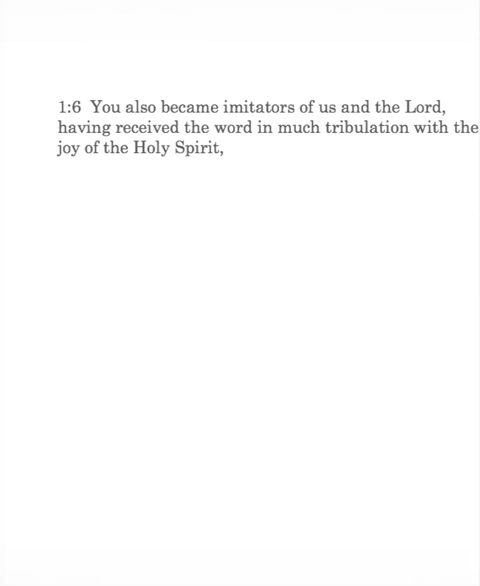 1:6 You also became imitators of us and the Lord,
having received the word in much tribulation with the
joy of the Holy Spirit,